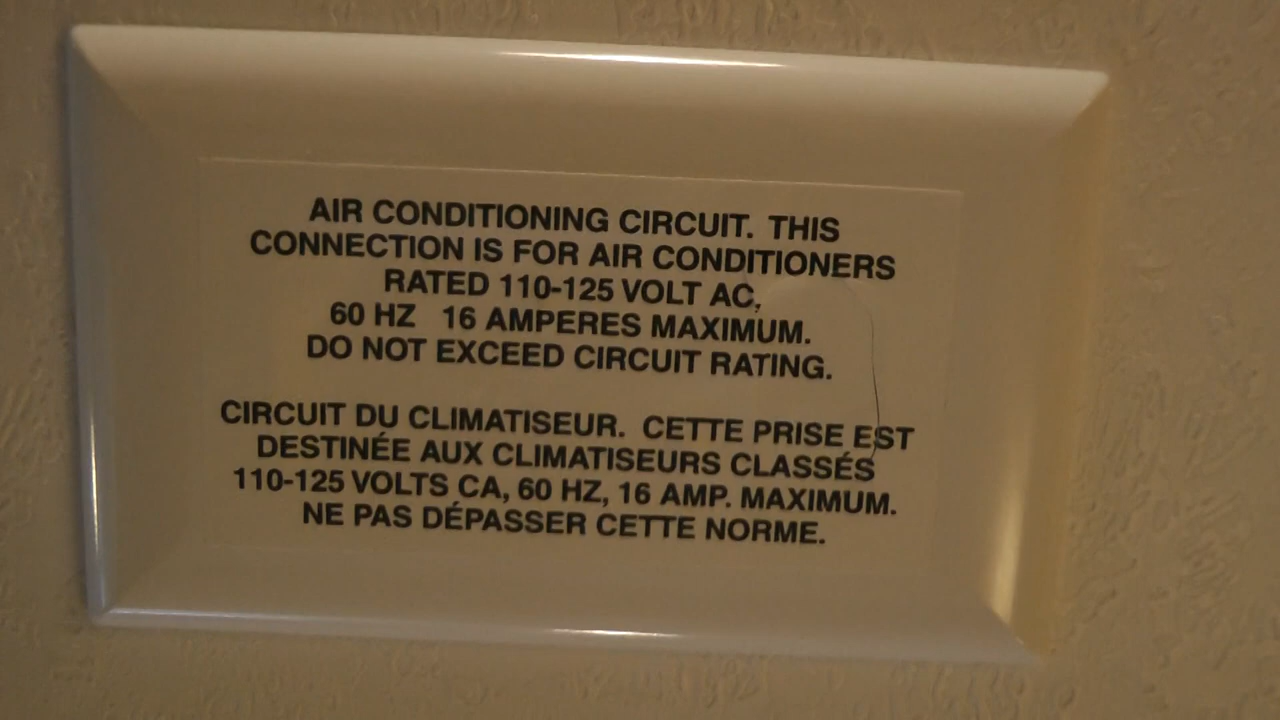 AIR CONDITIONING CIRCUIT. THIS
CONNECTION IS FOR AIR CONDITIONERS
RATED 110-125 VOLT AC,
60 HZ 16 AMPERES MAXIMUM.
DO NOT EXCEED CIRCUIT RATING.
CIRCUIT DU CLIMATISEUR. CETTE PRISE EST
DESTINÉE AUX CLIMATISEURS CLASSÉS
110-125 VOLTS CA, 60 HZ, 16 AMP. MAXIMUM.
NE PAS DÉPASSER CETTE NORME.